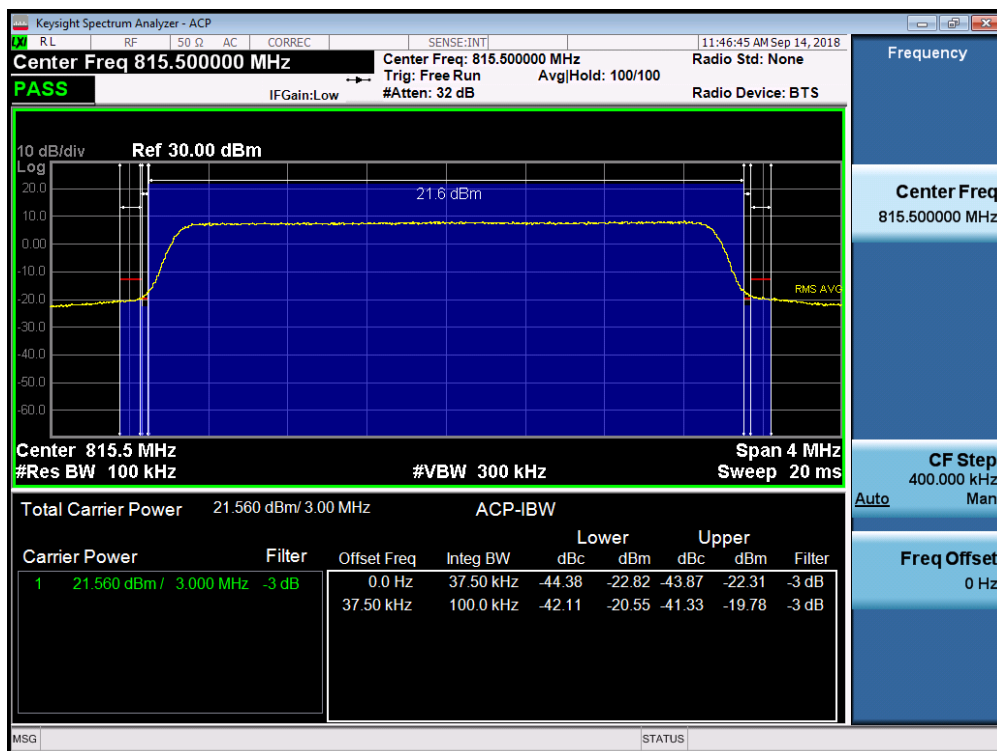 Keysight Spectrum Analyzer - ACP
LXI RL RF 50 Ω AC CORREC SENSE:INT 11:46:45 AM Sep 14, 2018
Center Freq 815.500000 MHz Center Freq: 815.500000 MHz Radio Std: None
Trig: Free Run Avg|Hold: 100/100
PASS IFGain:Low #Atten: 32 dB Radio Device: BTS
10 dB/div Ref 30.00 dBm
Log
20.0
21.6 dBm
10.0
0.00
-10.0
RMS AVG
-20.0
-30.0
-40.0
-50.0
-60.0
Center 815.5 MHz Span 4 MHz
#Res BW 100 kHz #VBW 300 kHz Sweep 20 ms
Total Carrier Power 21.560 dBm/ 3.00 MHz ACP-IBW
Lower Upper
Carrier Power Filter Offset Freq Integ BW dBc dBm dBc dBm Filter
1 21.560 dBm / 3.000 MHz -3 dB 0.0 Hz 37.50 kHz -44.38 -22.82 -43.87 -22.31 -3 dB
37.50 kHz 100.0 kHz -42.11 -20.55 -41.33 -19.78 -3 dB
MSG STATUS
Frequency
Center Freq
815.500000 MHz
CF Step
400.000 kHz
Auto Man
Freq Offset
0 Hz